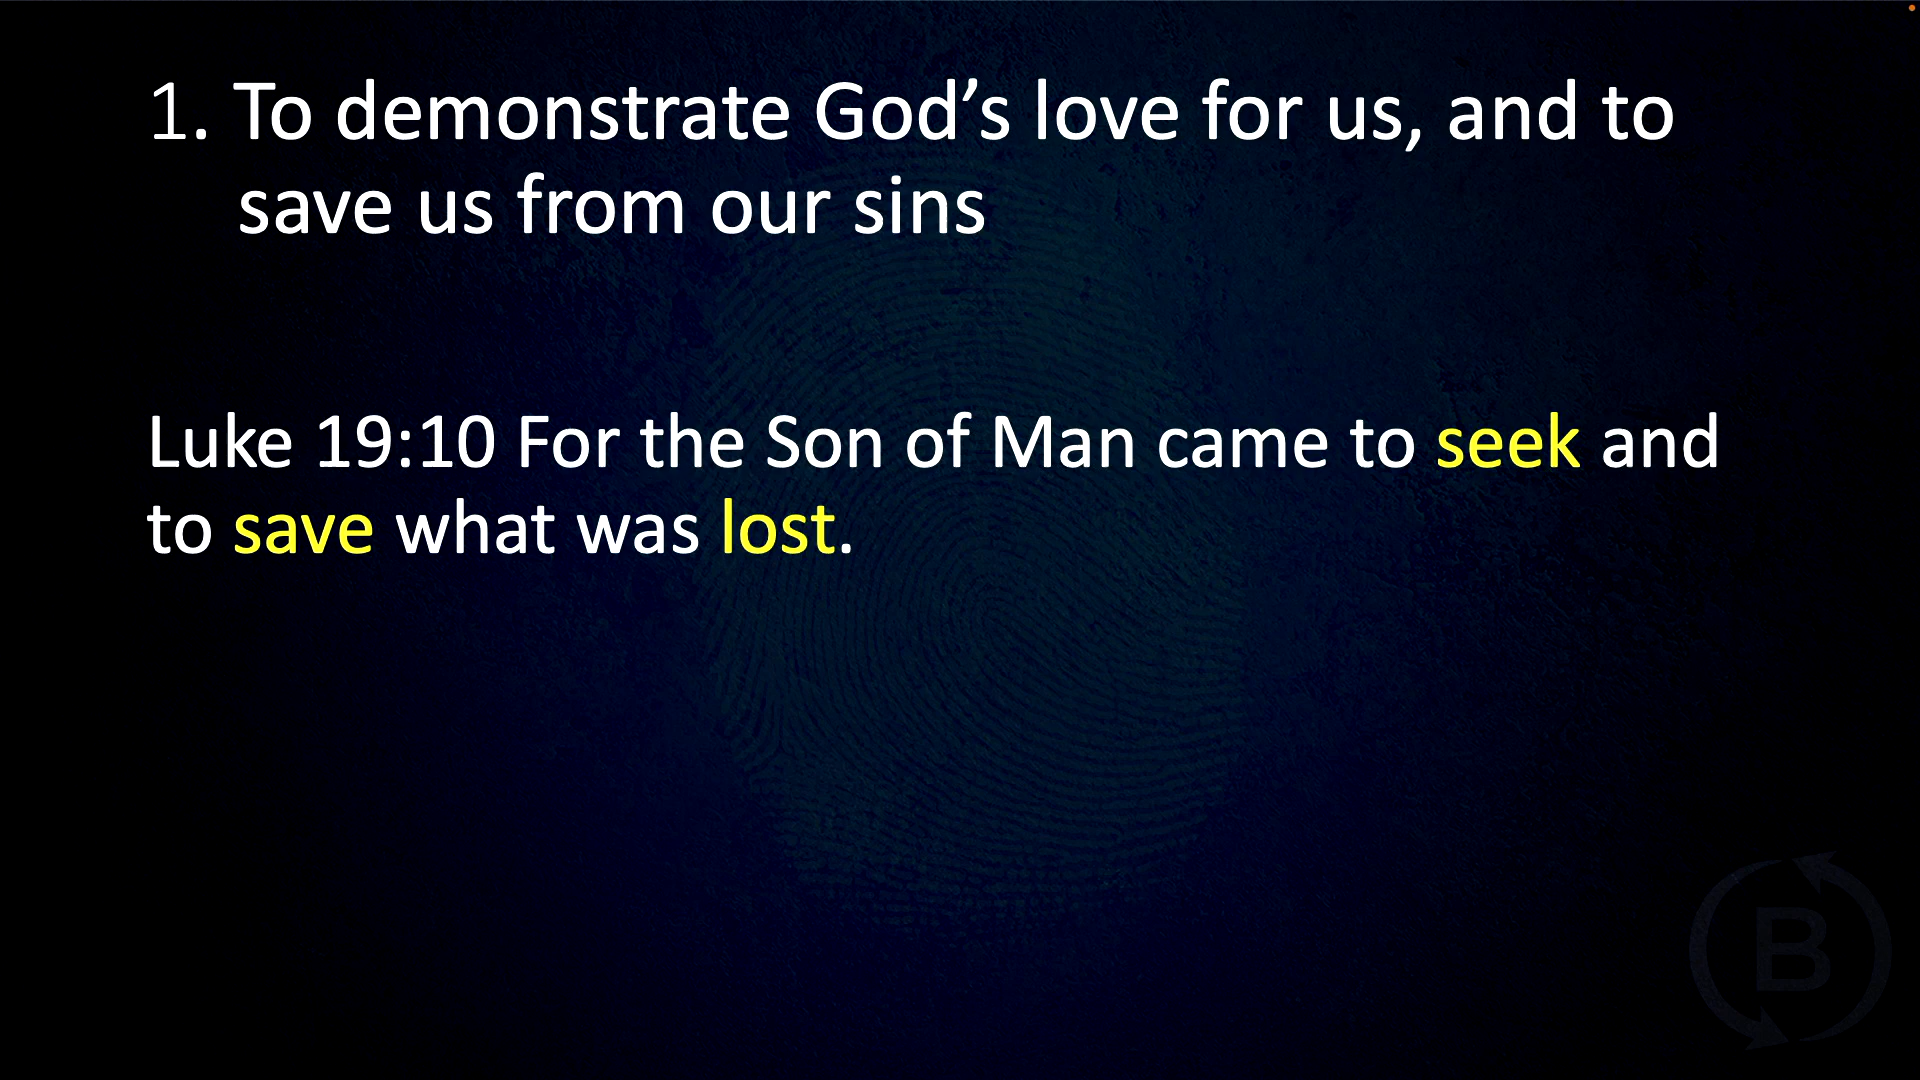 1. To demonstrate God’s love for us, and to
save us from our sins
Luke 19:10 For the Son of Man came to seek and
to save what was lost.
B